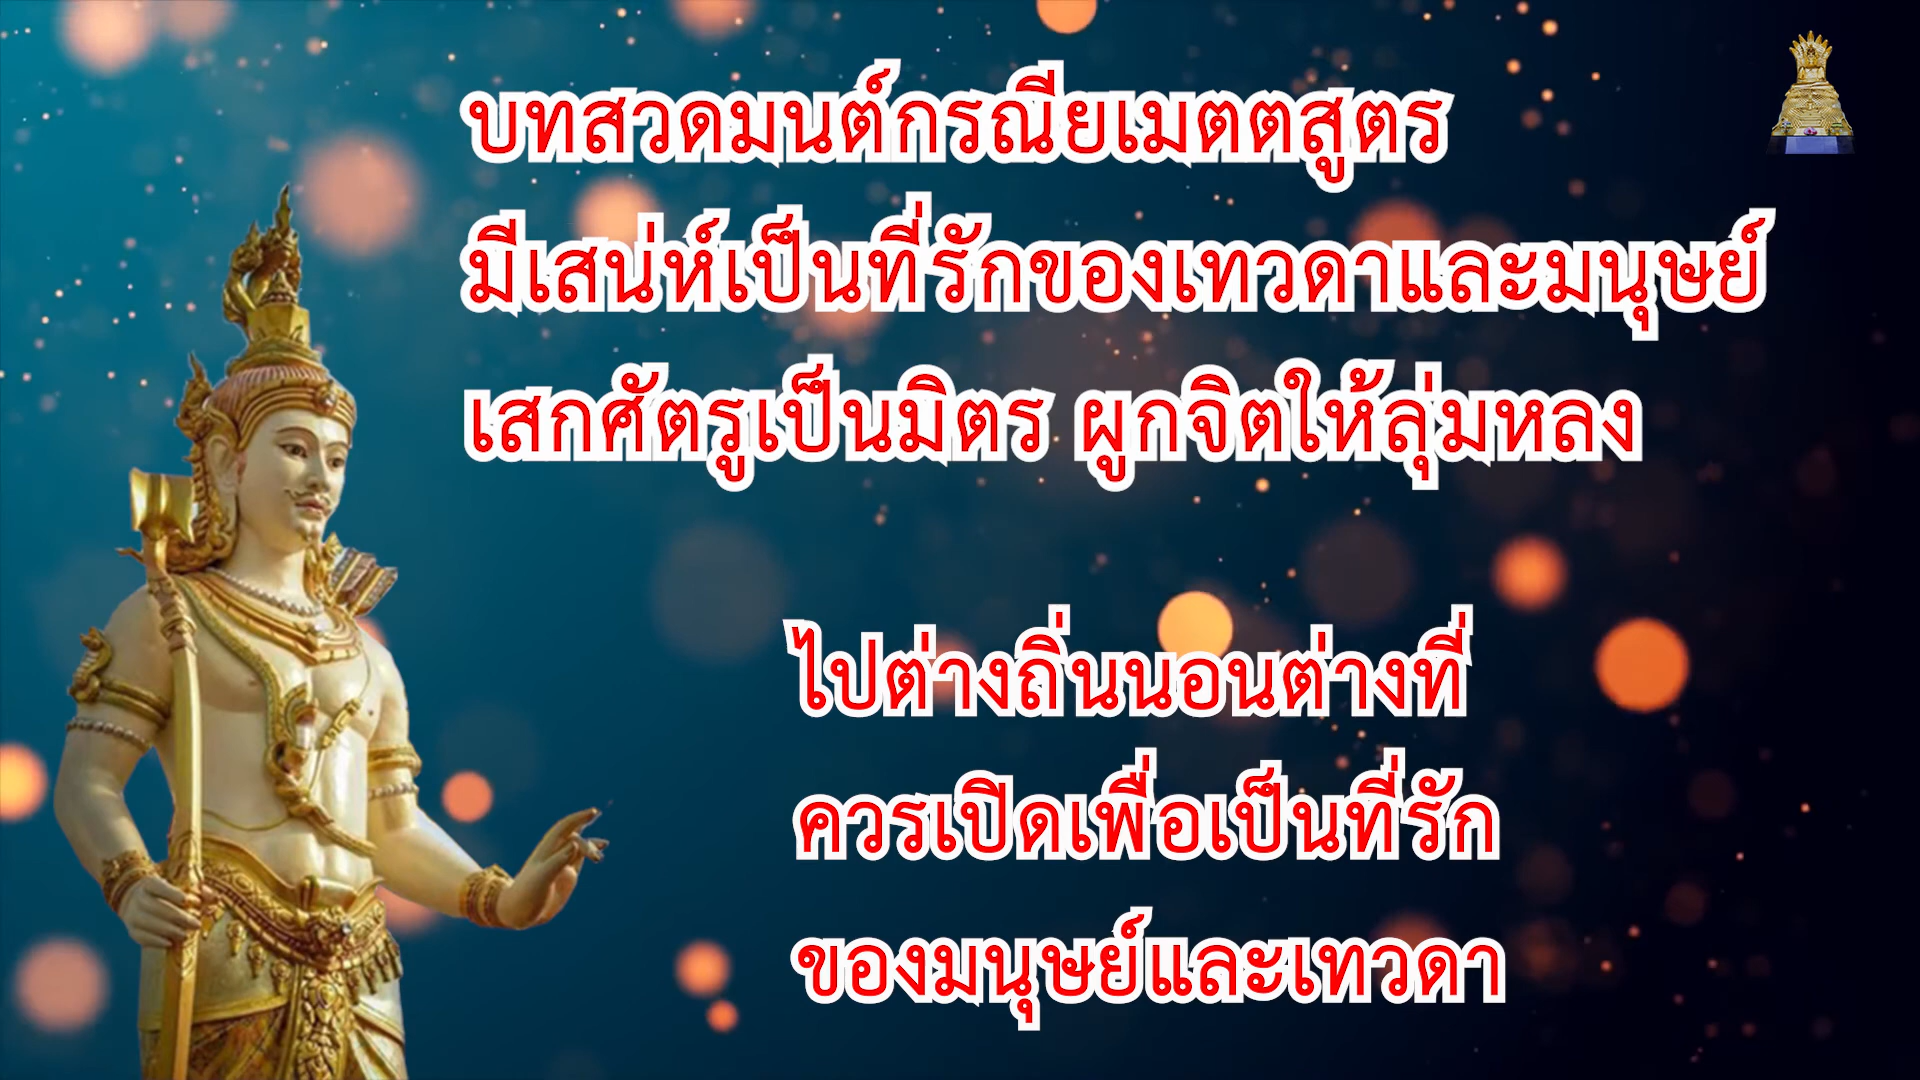 บทสวดมนต์กรณียเมตตสูตร
มีเสน่ห์เป็นที่รักของเทวดาและมนุษย์
เสกศัตรูเป็นมิตร ผูกจิตให้ลุ่มหลง
ไปต่างถิ่นนอนต่างที่
ควรเปิดเพื่อเป็นที่รัก
ของมนุษย์และเทวดา